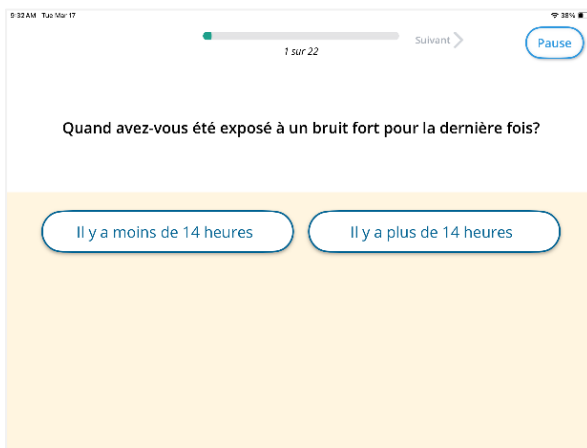 9:32 AM Tue Mar 17
38%
1 sur 22
Suivant
Pause
Quand avez-vous été exposé à un bruit fort pour la dernière fois?
Il y a moins de 14 heures
Il y a plus de 14 heures